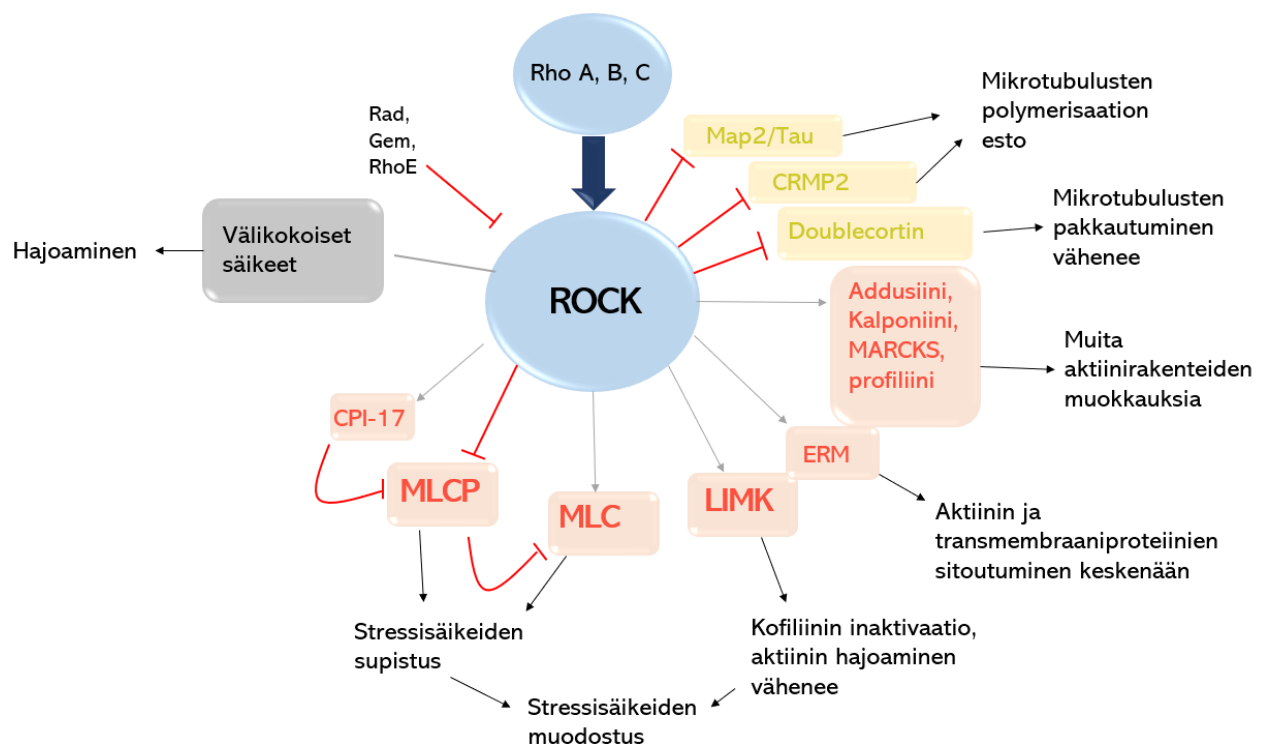 Rho A, B, C
Rad,
Gem,
RhoE
Map2/Tau
Mikrotubulusten
polymerisaation
esto
CRMP2
Doublecortin
Mikrotubulusten
pakkautuminen
vähenee
Hajoaminen
Välikokoiset
säikeet
ROCK
Addusiini,
Kalponiini,
MARCKS,
profiliini
Muita
aktiinirakenteiden
muokkauksia
CPI-17
MLCP
MLC
LIMK
ERM
Aktiinin ja
transmembraaniproteiinien
sitoutuminen keskenään
Stressisäikeiden
supistus
Kofiliinin inaktivaatio,
aktiinin hajoaminen
vähenee
Stressisäikeiden
muodostus